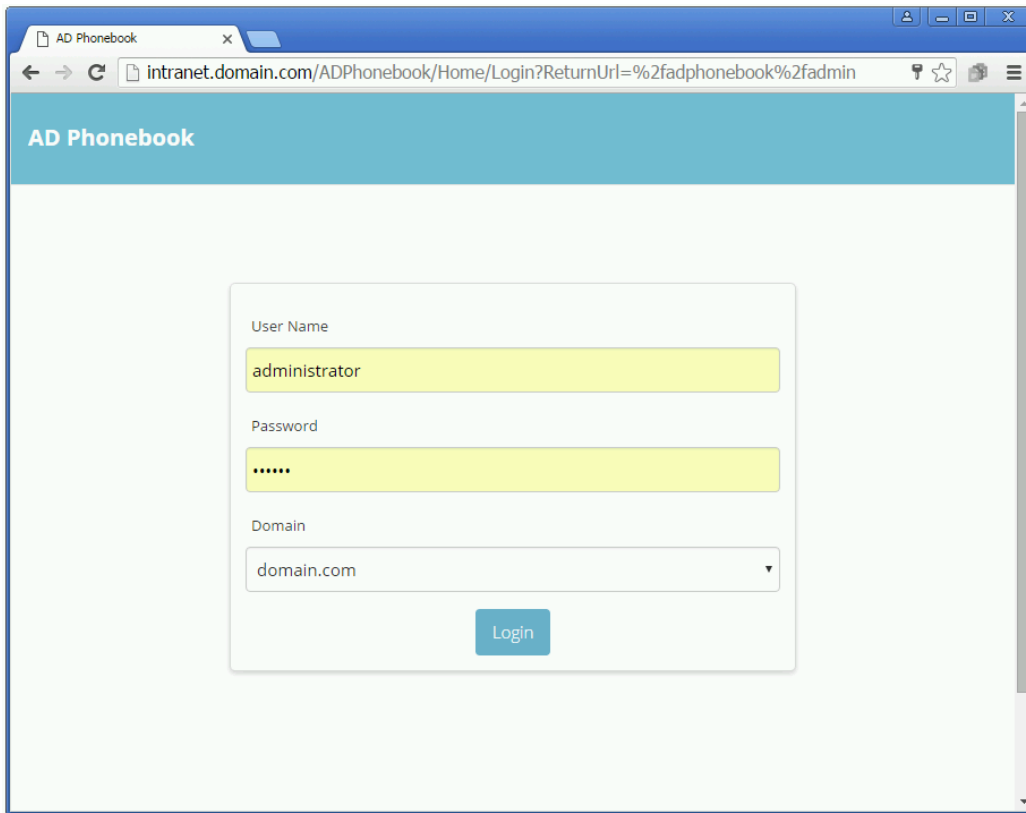 AD Phonebook
intranet.domain.com/ADPhonebook/Home/Login?ReturnUrl=%2fadphonebook%2fadmin
AD Phonebook
User Name
administrator
Password
••••••
Domain
domain.com
Login